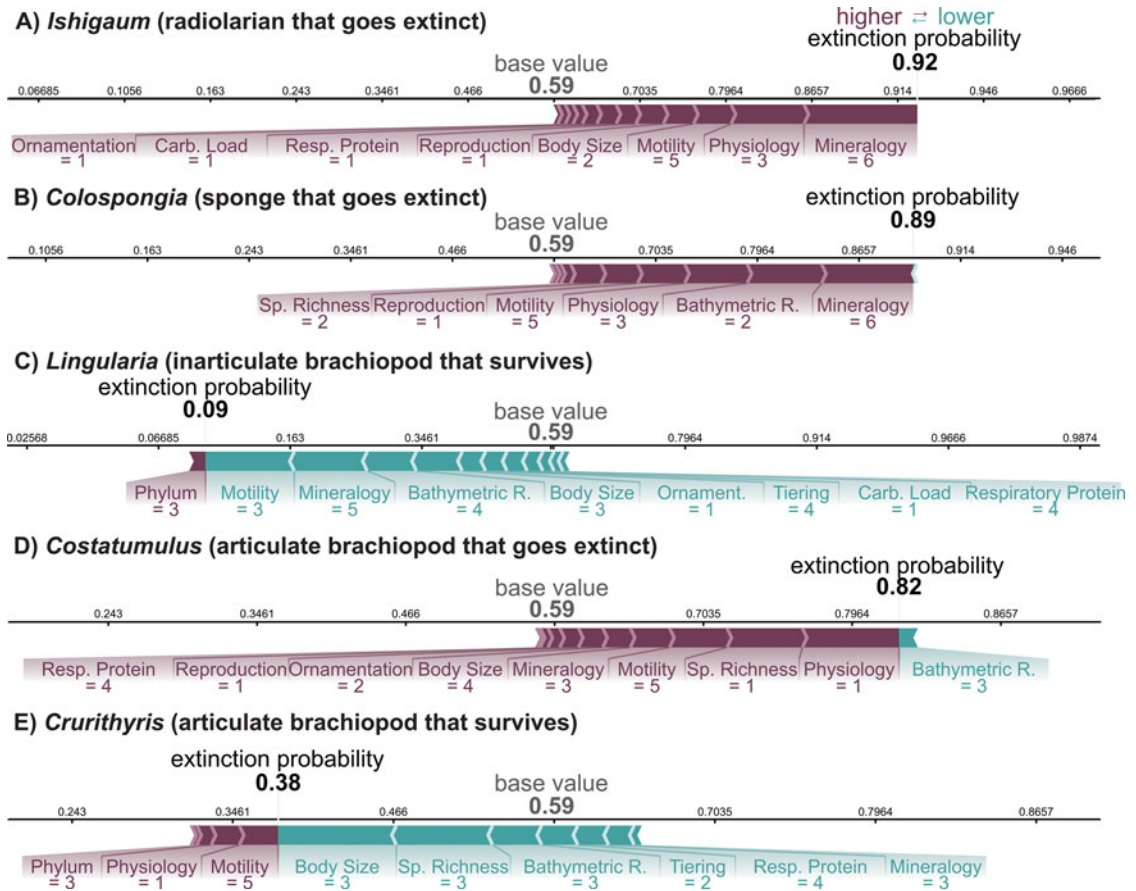 A) Ishigaum (radiolarian that goes extinct)
higher ⇄ lower
extinction probability
0.92
base value
0.59
0.06685 0.1056 0.163 0.243 0.3461 0.466 0.7035 0.7964 0.8657 0.914 0.946 0.9666
Ornamentation Carb. Load Resp. Protein Reproduction Body Size Motility Physiology Mineralogy
= 1 = 1 = 1 = 1 = 2 = 5 = 3 = 6
B) Colospongia (sponge that goes extinct)
extinction probability
0.89
base value
0.59
0.1056 0.163 0.243 0.3461 0.466 0.7035 0.7964 0.8657 0.914 0.946
Sp. Richness Reproduction Motility Physiology Bathymetric R. Mineralogy
= 2 = 1 = 5 = 3 = 2 = 6
C) Lingularia (inarticulate brachiopod that survives)
extinction probability
0.09
base value
0.59
0.02568 0.06685 0.163 0.3461 0.7964 0.914 0.9666 0.9874
Phylum Motility Mineralogy Bathymetric R. Body Size Ornament. Tiering Carb. Load Respiratory Protein
= 3 = 3 = 5 = 4 = 3 = 1 = 4 = 1 = 4
D) Costatumulus (articulate brachiopod that goes extinct)
extinction probability
0.82
base value
0.59
0.243 0.3461 0.466 0.7035 0.7964 0.8657
Resp. Protein Reproduction Ornamentation Body Size Mineralogy Motility Sp. Richness Physiology Bathymetric R.
= 4 = 1 = 2 = 4 = 3 = 5 = 1 = 1 = 3
E) Crurithyris (articulate brachiopod that survives)
extinction probability
0.38
base value
0.59
0.243 0.3461 0.466 0.7035 0.7964 0.8657
Phylum Physiology Motility Body Size Sp. Richness Bathymetric R. Tiering Resp. Protein Mineralogy
= 3 = 1 = 5 = 3 = 3 = 3 = 2 = 4 = 3